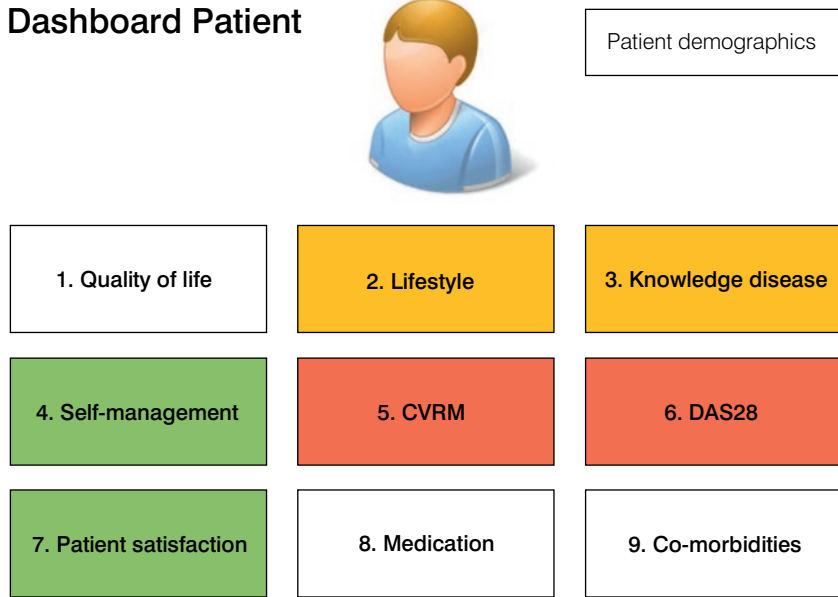 Dashboard Patient
Patient demographics
1. Quality of life
2. Lifestyle
3. Knowledge disease
4. Self-management
5. CVRM
6. DAS28
7. Patient satisfaction
8. Medication
9. Co-morbidities